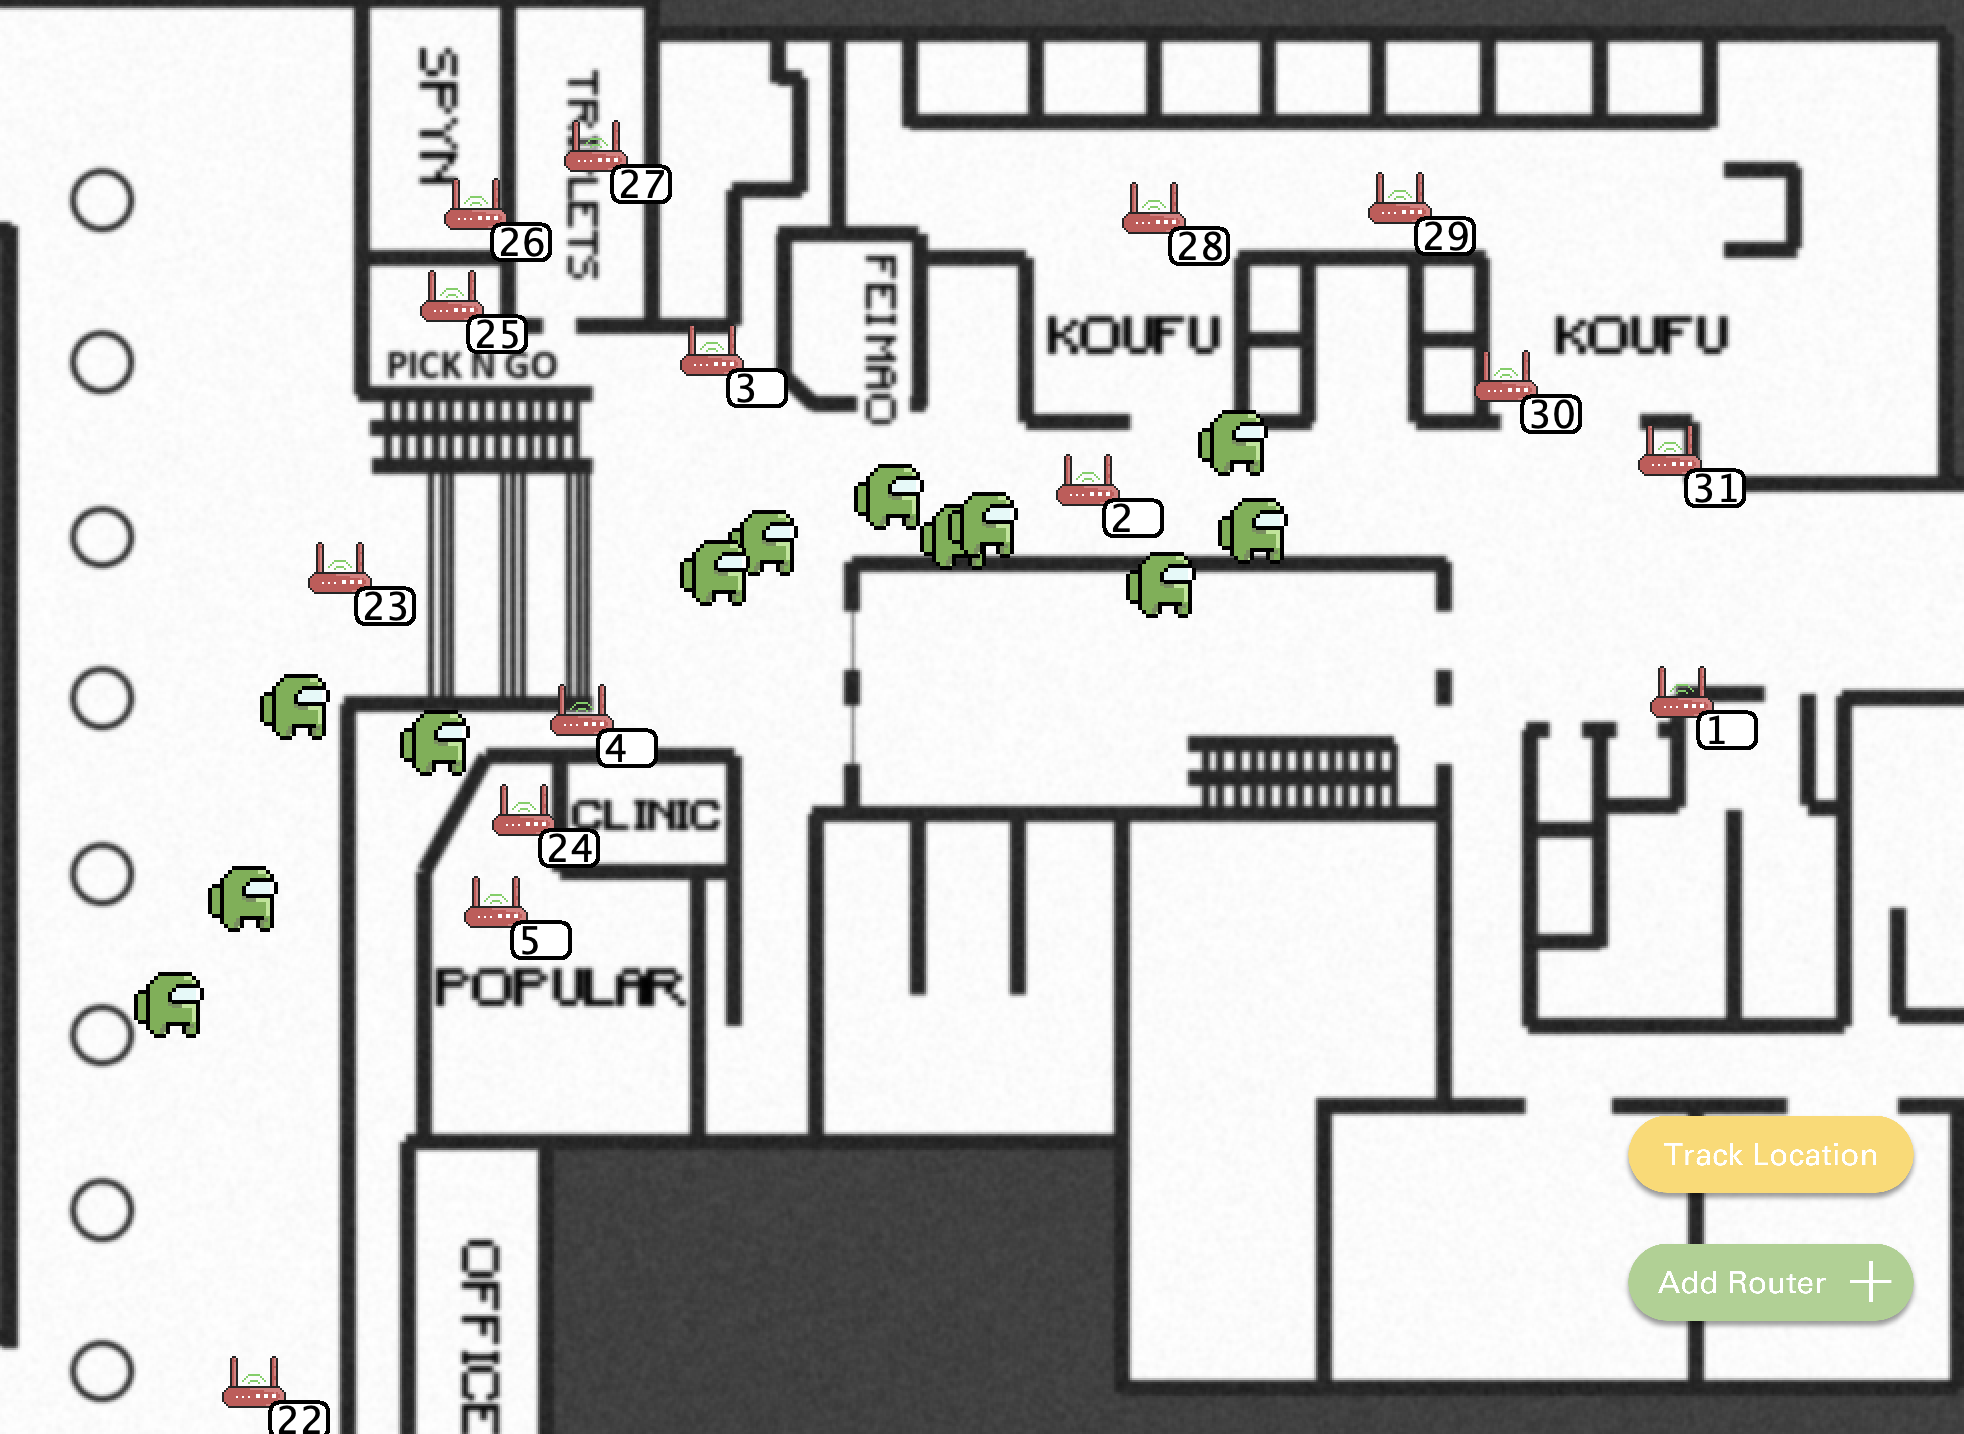 SPYN
TRIPLETS
27
26
28
29
25
PICK N GO
3
FEIMAO
KOUFU
KOUFU
30
2
31
23
4
1
CLINIC
24
5
POPULAR
Track Location
Add Router +
OFFICE
22